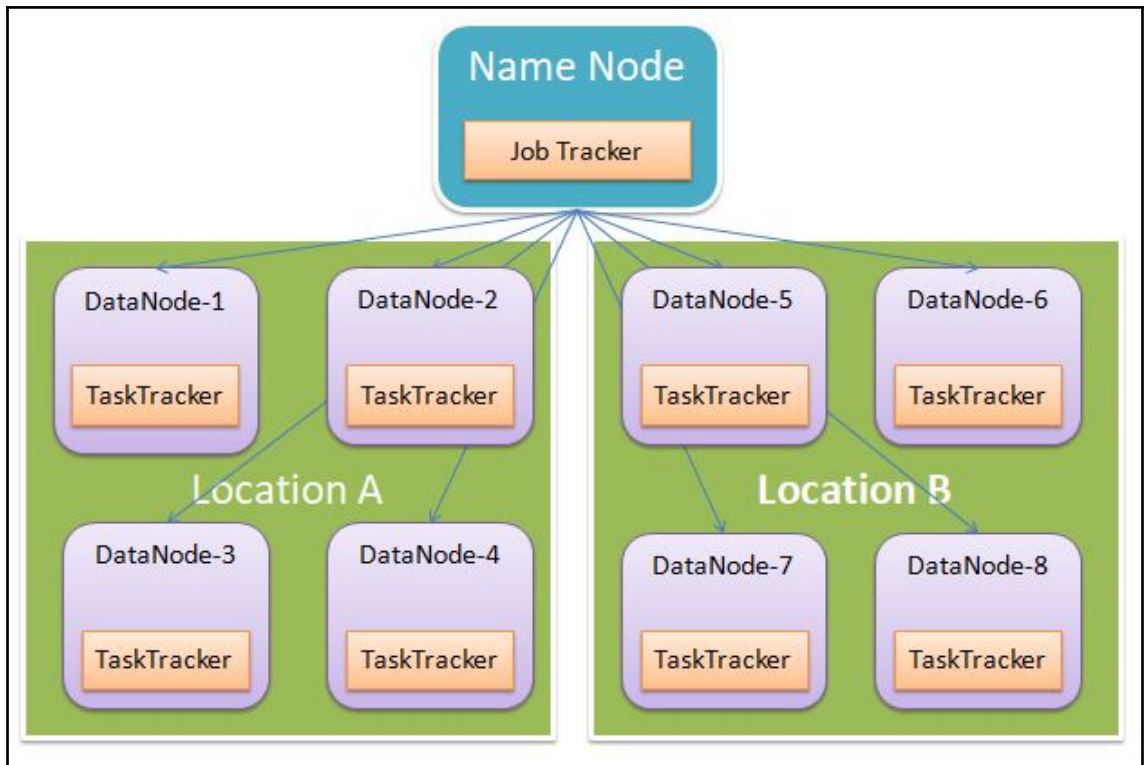 Name Node
Job Tracker
DataNode-1
TaskTracker
DataNode-2
TaskTracker
Location A
DataNode-3
TaskTracker
DataNode-4
TaskTracker
DataNode-5
TaskTracker
DataNode-6
TaskTracker
Location B
DataNode-7
TaskTracker
DataNode-8
TaskTracker